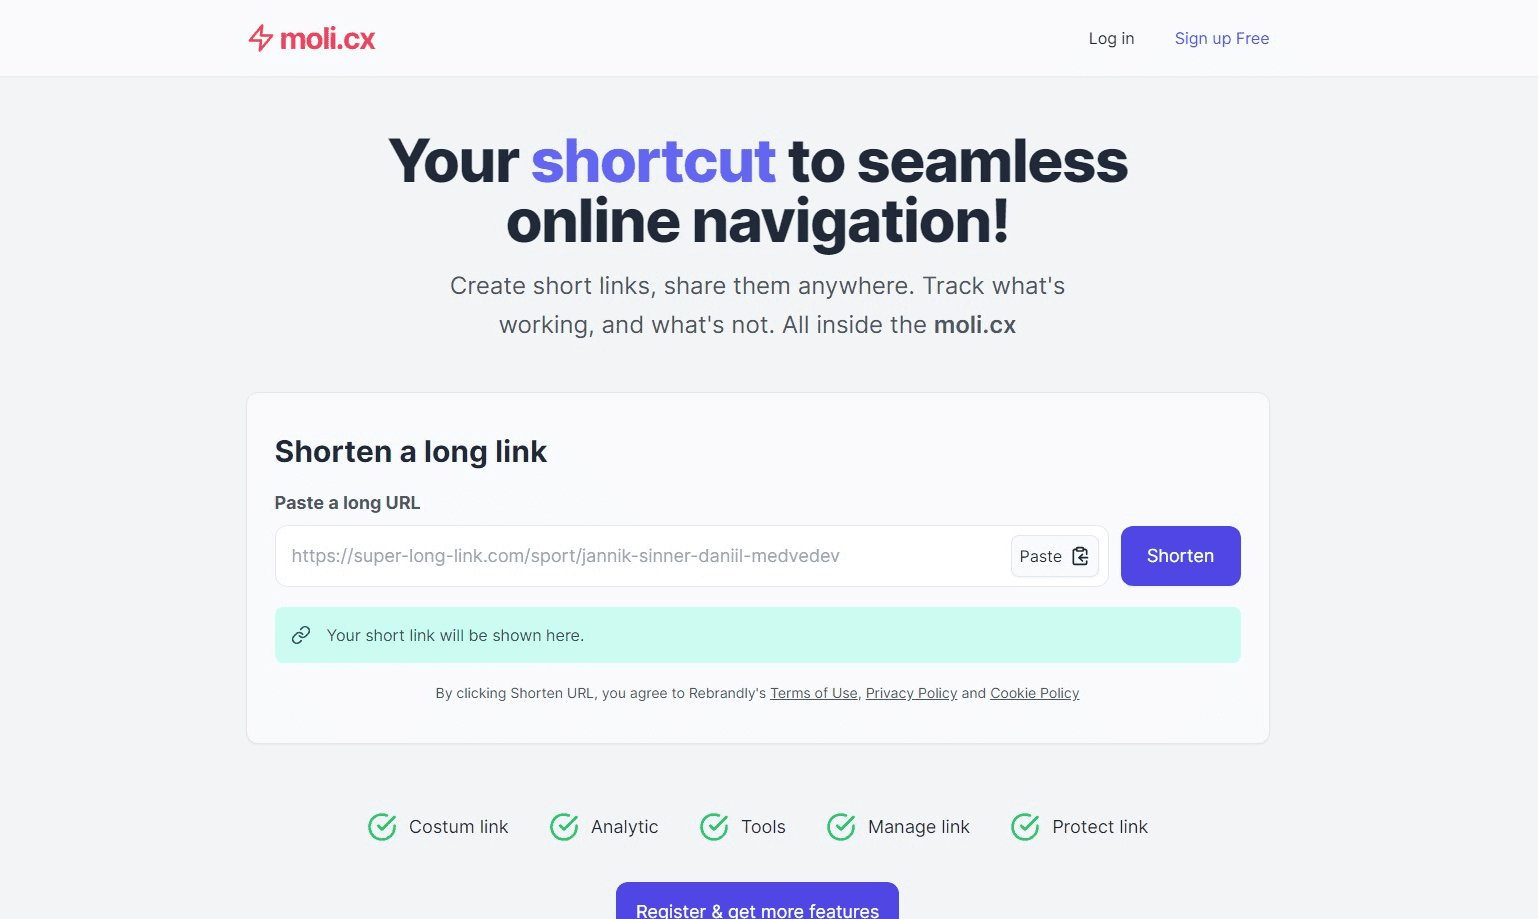 moli.cx
Log in
Sign up Free
Your shortcut to seamless
online navigation!
Create short links, share them anywhere. Track what's
working, and what's not. All inside the moli.cx
Shorten a long link
Paste a long URL
https://super-long-link.com/sport/jannik-sinner-daniil-medvedev
Paste
Shorten
Your short link will be shown here.
By clicking Shorten URL, you agree to Rebrandly's Terms of Use, Privacy Policy and Cookie Policy
Costum link
Analytic
Tools
Manage link
Protect link
Register & get more features